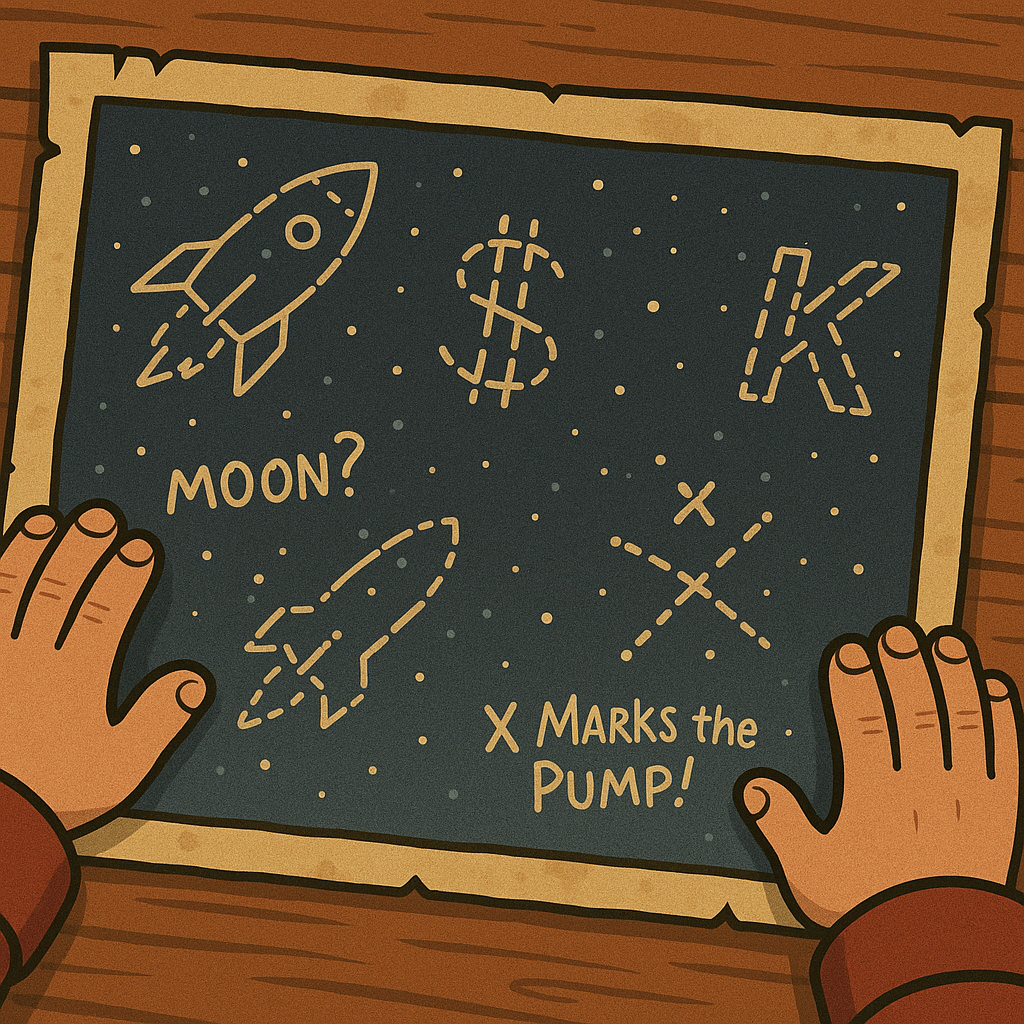 $ K
MOON?
X
X MARKS the
PUMP!